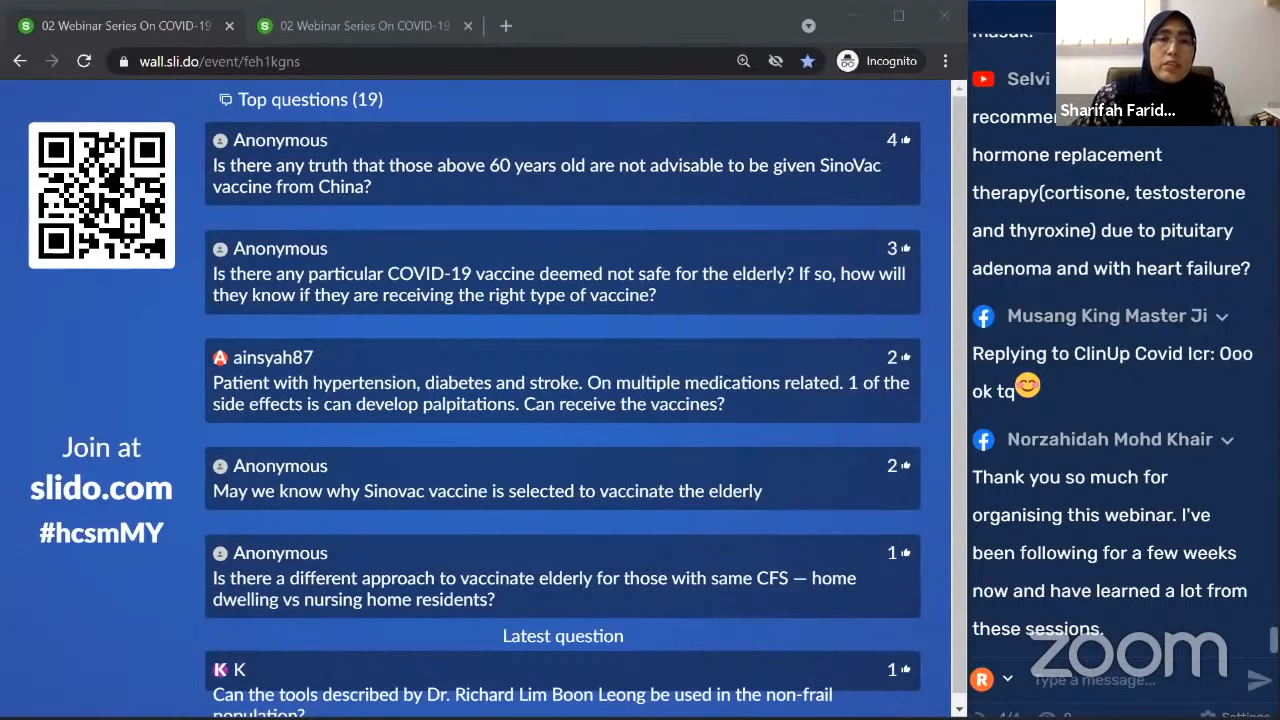 02 Webinar Series On COVID-19
02 Webinar Series On COVID-19
wall.sli.do/event/feh1kgns
Incognito
Top questions (19)
Anonymous
4
Is there any truth that those above 60 years old are not advisable to be given SinoVac
vaccine from China?
Anonymous
3
Is there any particular COVID-19 vaccine deemed not safe for the elderly? If so, how will
they know if they are receiving the right type of vaccine?
A ainsyah87
2
Patient with hypertension, diabetes and stroke. On multiple medications related. 1 of the
side effects is can develop palpitations. Can receive the vaccines?
Anonymous
2
May we know why Sinovac vaccine is selected to vaccinate the elderly
Anonymous
1
Is there a different approach to vaccinate elderly for those with same CFS — home
dwelling vs nursing home residents?
Latest question
K K
1
Can the tools described by Dr. Richard Lim Boon Leong be used in the non-frail
population?
Join at
slido.com
#hcsmMY
masuk.
Selvi
recommen
hormone replacement
therapy(cortisone, testosterone
and thyroxine) due to pituitary
adenoma and with heart failure?
Musang King Master Ji
Replying to ClinUp Covid Icr: Ooo
ok tq
Norzahidah Mohd Khair
Thank you so much for
organising this webinar. I've
been following for a few weeks
now and have learned a lot from
these sessions.
R
Type a message...
Settings
Sharifah Farid...
zoom